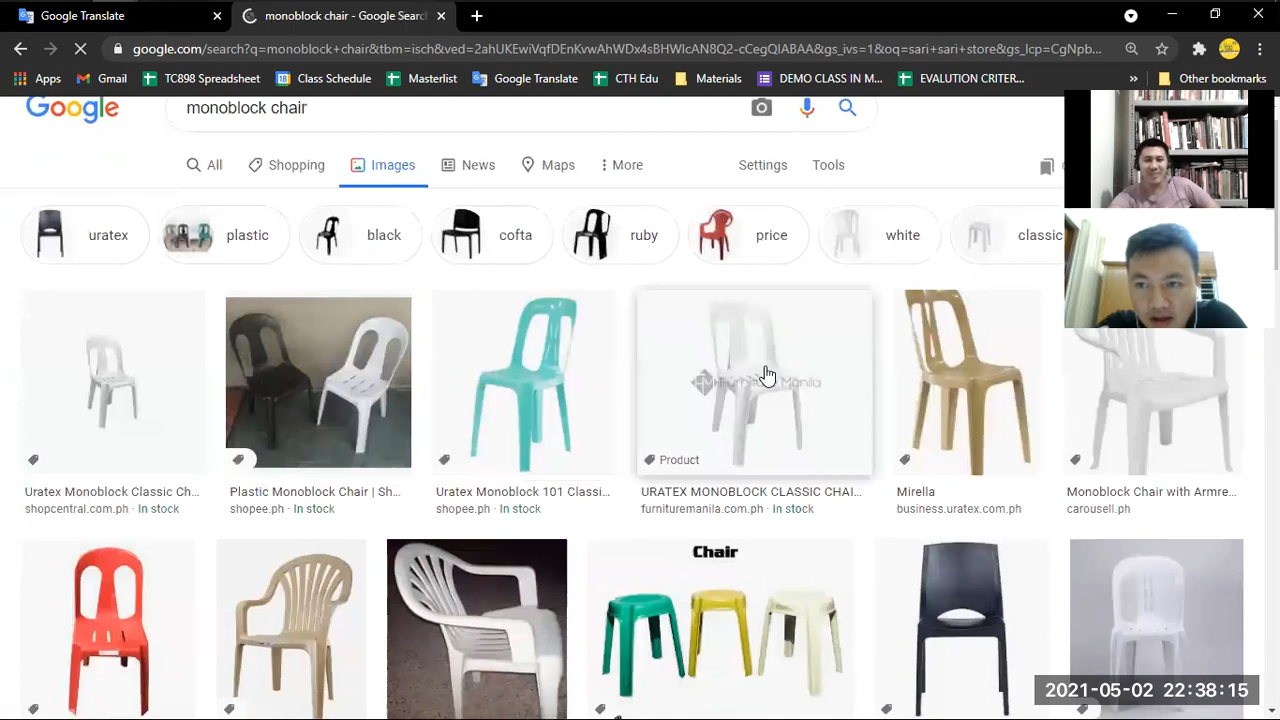 Google Translate
monoblock chair - Google Searc
google.com/search?q=monoblock+chair&tbm=isch&ved=2ahUKEwiVqfDEnKvwAhWDx4sBHWIcAN8Q2-cCegQIABAA&gs_ivs=1&oq=sari+sari+store&gs_lcp=CgNpb...
Apps
Gmail
TC898 Spreadsheet
Class Schedule
Masterlist
Google Translate
CTH Edu
Materials
DEMO CLASS IN M...
EVALUTION CRITER...
»
Other bookmarks
Google
monoblock chair
All
Shopping
Images
News
Maps
More
Settings
Tools
uratex
plastic
black
cofta
ruby
price
white
classic
Product
Uratex Monoblock Classic Ch...
shopcentral.com.ph · In stock
Plastic Monoblock Chair | Sh...
shopee.ph · In stock
Uratex Monoblock 101 Classi...
shopee.ph · In stock
URATEX MONOBLOCK CLASSIC CHAI...
furnituremanila.com.ph · In stock
Mirella
business.uratex.com.ph
Monoblock Chair with Armre...
carousell.ph
Chair
2021-05-02 22:38:15